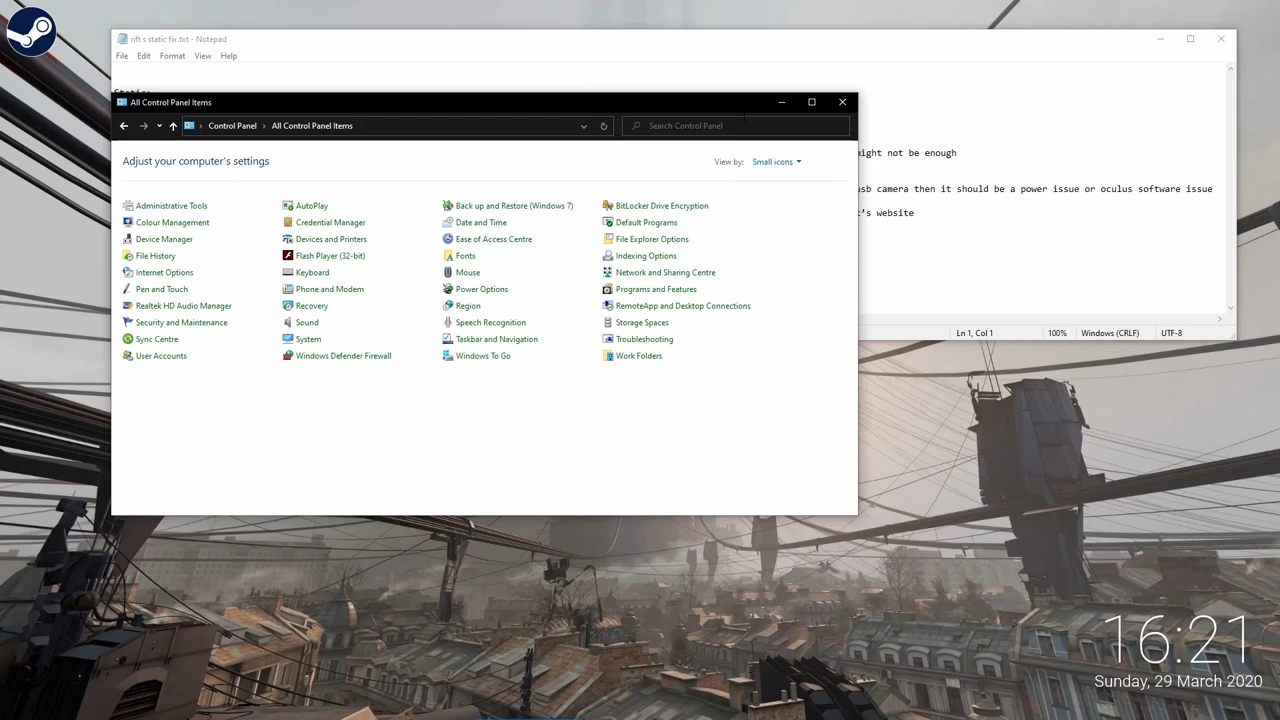 rift s static fix.txt - Notepad
File Edit Format View Help
All Control Panel Items
Control Panel All Control Panel Items Search Control Panel
ight not be enough
Adjust your computer's settings View by: Small icons
usb camera then it should be a power issue or oculus software issue
Administrative Tools AutoPlay Back up and Restore (Windows 7) BitLocker Drive Encryption
t's website
Colour Management Credential Manager Date and Time Default Programs
Device Manager Devices and Printers Ease of Access Centre File Explorer Options
File History Flash Player (32-bit) Fonts Indexing Options
Internet Options Keyboard Mouse Network and Sharing Centre
Pen and Touch Phone and Modem Power Options Programs and Features
Realtek HD Audio Manager Recovery Region RemoteApp and Desktop Connections
Security and Maintenance Sound Speech Recognition Storage Spaces
Ln 1, Col 1 100% Windows (CRLF) UTF-8
Sync Centre System Taskbar and Navigation Troubleshooting
User Accounts Windows Defender Firewall Windows To Go Work Folders
16:21
Sunday, 29 March 2020